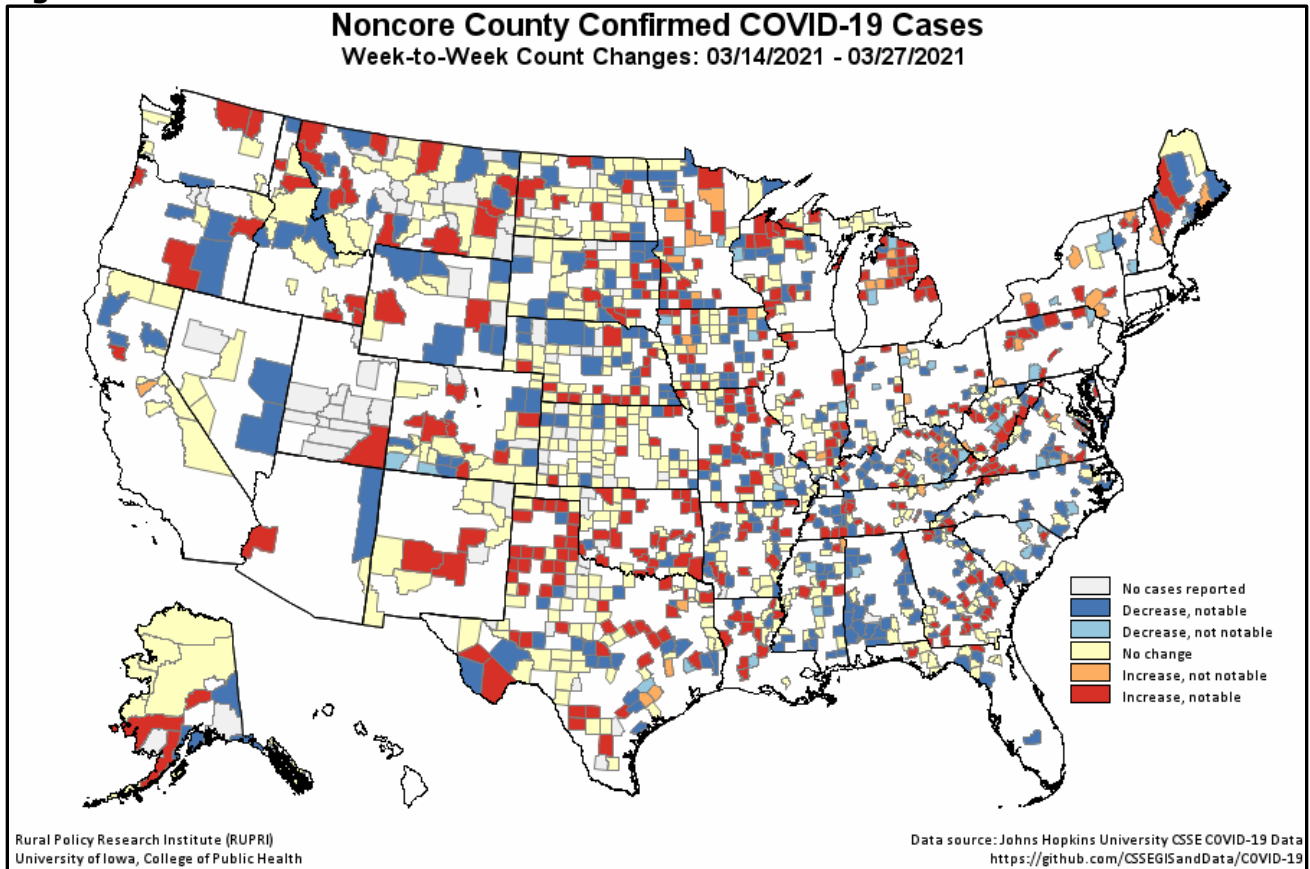 Noncore County Confirmed COVID-19 Cases
Week-to-Week Count Changes: 03/14/2021 - 03/27/2021
No cases reported
Decrease, notable
Decrease, not notable
No change
Increase, not notable
Increase, notable
Rural Policy Research Institute (RUPRI)
University of Iowa, College of Public Health
Data source: Johns Hopkins University CSSE COVID-19 Data
https://github.com/CSSEGISandData/COVID-19